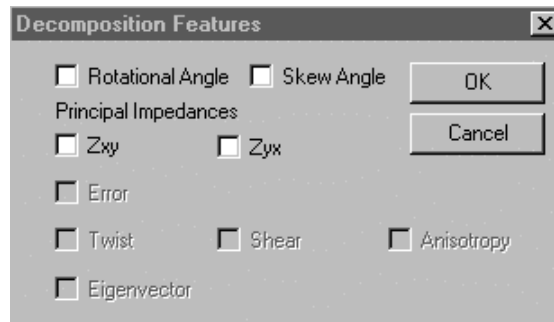 Decomposition Features
Rotational Angle Skew Angle OK
Principal Impedances
Zxy Zyx Cancel
Error
Twist Shear Anisotropy
Eigenvector